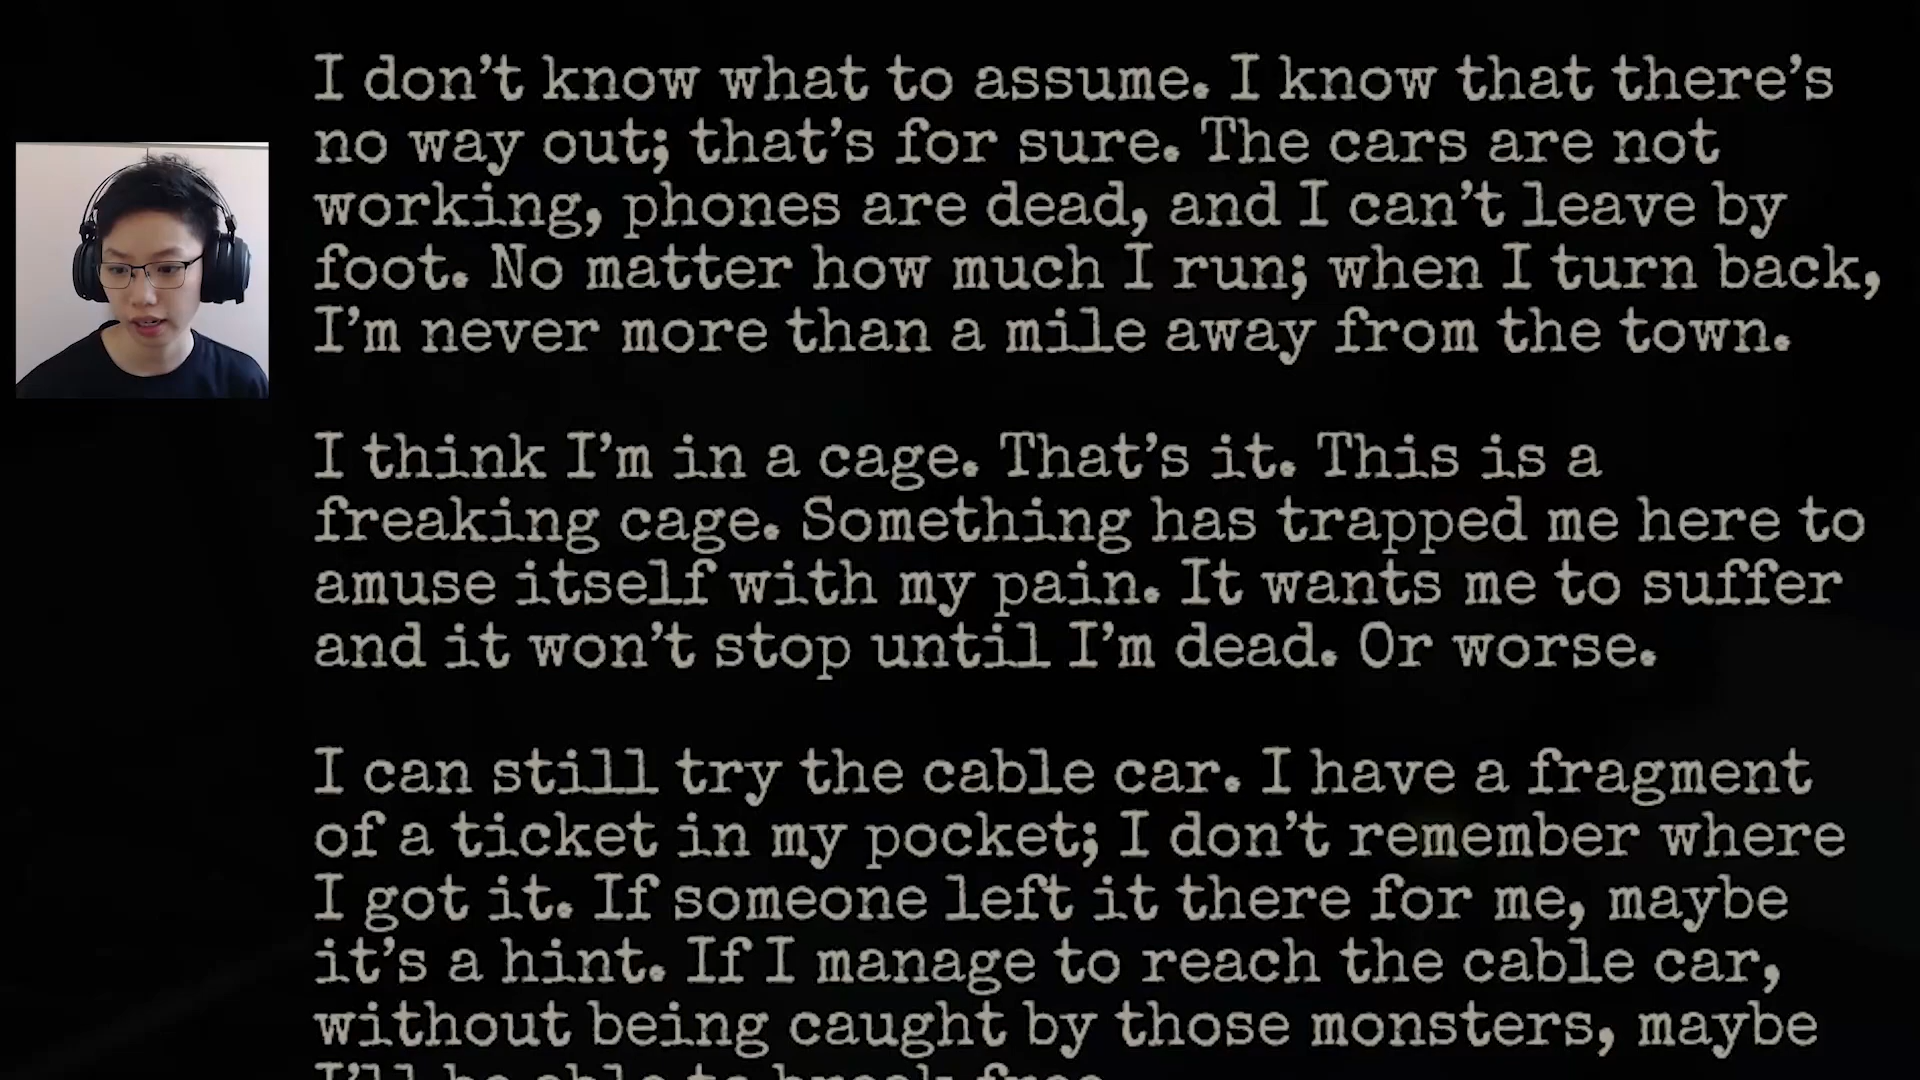 I don’t know what to assume. I know that there’s
no way out; that’s for sure. The cars are not
working, phones are dead, and I can’t leave by
foot. No matter how much I run; when I turn back,
I’m never more than a mile away from the town.
I think I’m in a cage. That’s it. This is a
freaking cage. Something has trapped me here to
amuse itself with my pain. It wants me to suffer
and it won’t stop until I’m dead. Or worse.
I can still try the cable car. I have a fragment
of a ticket in my pocket; I don’t remember where
I got it. If someone left it there for me, maybe
it’s a hint. If I manage to reach the cable car,
without being caught by those monsters, maybe
I’ll be able to break free.